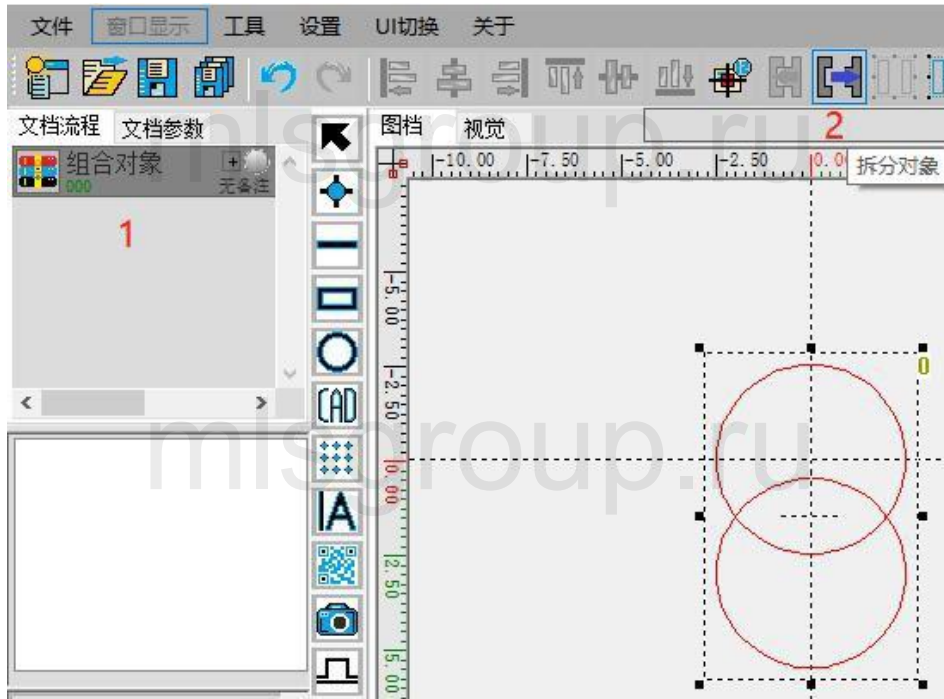 文件 窗口显示 工具 设置 UI切换 关于
文档流程 文档参数
图档 视觉
2
拆分对象
组合对象 +
000 无备注
1
-10.00 -7.50 -5.00 -2.50 0.0
-5.00
-2.50
0.00
2.50
5.00
CAD
A
0
mlsgroup.ru
mlsgroup.ru